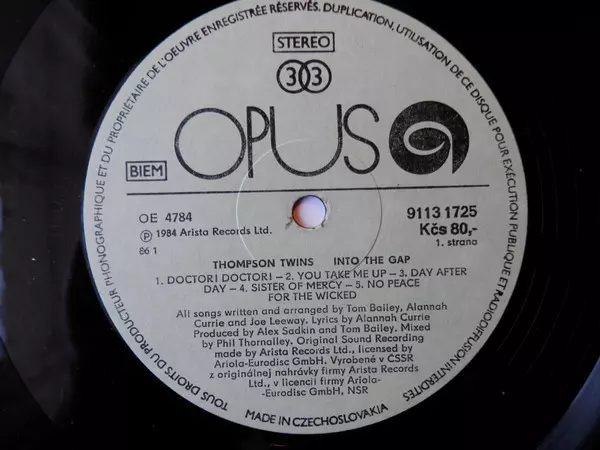 TOUS DROITS DU PRODUCTEUR PHONOGRAPHIQUE ET DU PROPRIÉTAIRE DE L'OEUVRE ENREGISTRÉE RÉSERVÉS. DUPLICATION, UTILISATION DE CE DISQUE POUR EXÉCUTION PUBLIQUE ET RADIODIFFUSION INTERDITES
STEREO
33
OPUS
BIEM
OE 4784
9113 1725
℗ 1984 Arista Records Ltd.
Kčs 80,-
86 1
1. strana
THOMPSON TWINS INTO THE GAP
1. DOCTOR! DOCTOR! – 2. YOU TAKE ME UP – 3. DAY AFTER
DAY – 4. SISTER OF MERCY – 5. NO PEACE
FOR THE WICKED
All songs written and arranged by Tom Bailey, Alannah
Currie and Joe Leeway. Lyrics by Alannah Currie
Produced by Alex Sadkin and Tom Bailey. Mixed
by Phil Thornalley. Original Sound Recording
made by Arista Records Ltd., licensed by
Ariola-Eurodisc GmbH. Vyrobené v ČSSR
z originálnej nahrávky firmy Arista Records
Ltd., v licencii firmy Ariola-
-Eurodisc GmbH, NSR
MADE IN CZECHOSLOVAKIA